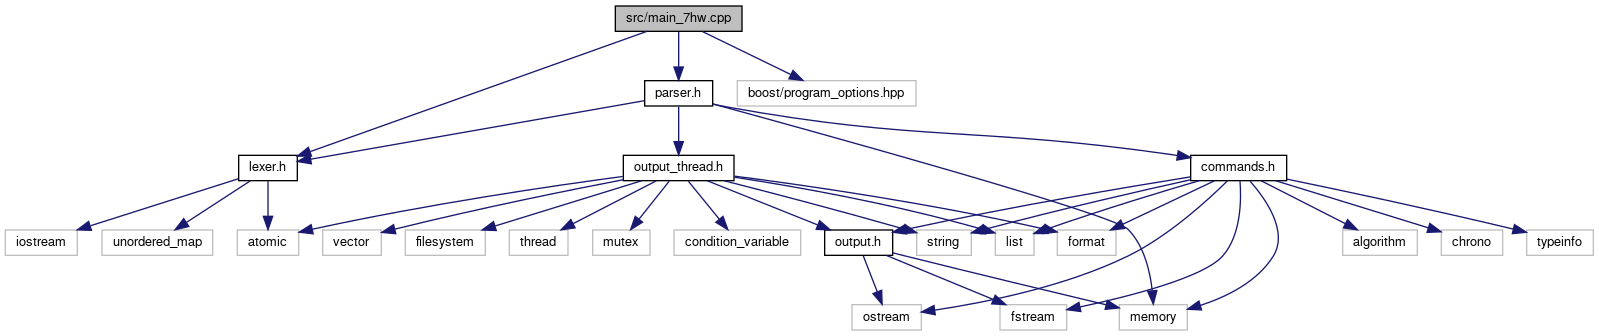 src/main_7hw.cpp
parser.h
boost/program_options.hpp
lexer.h
output_thread.h
commands.h
iostream
unordered_map
atomic
vector
filesystem
thread
mutex
condition_variable
output.h
string
list
format
algorithm
chrono
typeinfo
ostream
fstream
memory